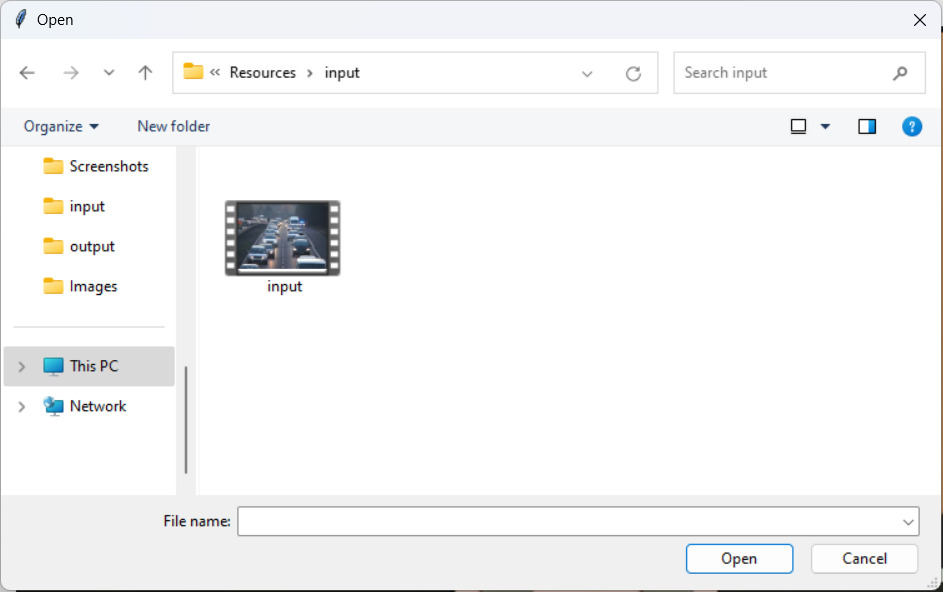 Open
« Resources > input
Search input
Organize
New folder
?
Screenshots
input
output
Images
This PC
Network
input
File name:
Open
Cancel